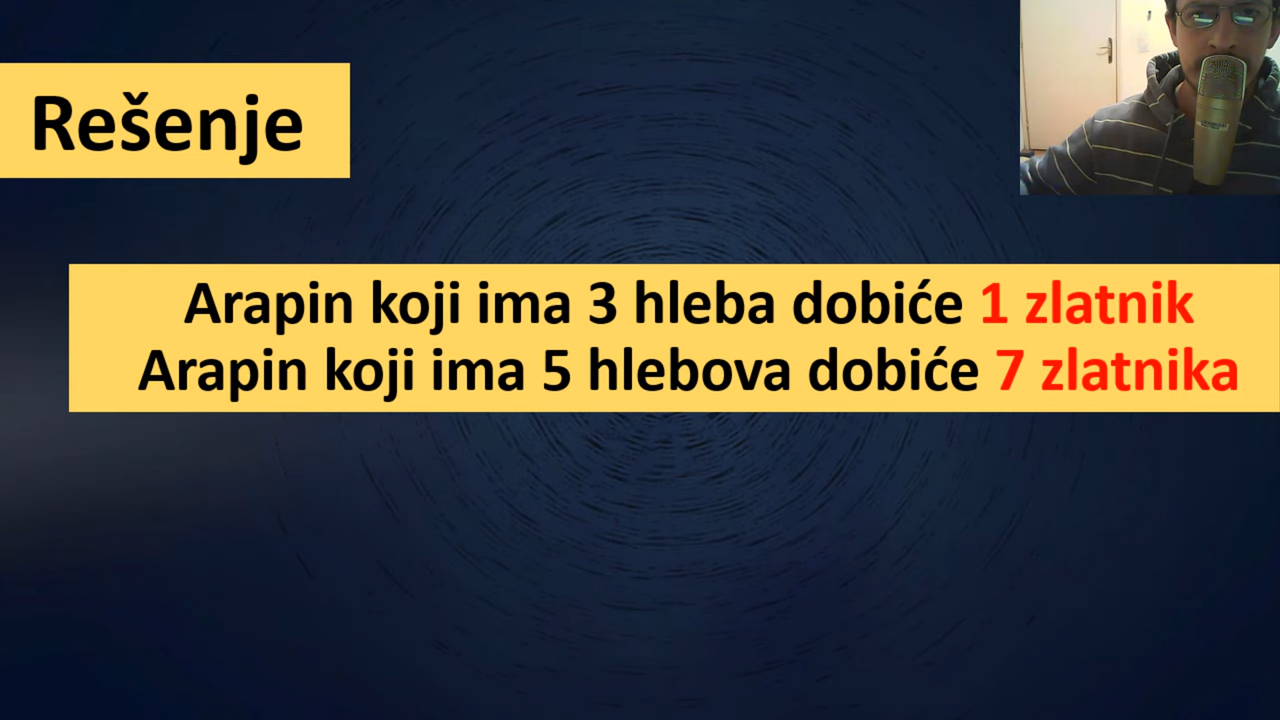 Rešenje
Arapin koji ima 3 hleba dobiće 1 zlatnik
Arapin koji ima 5 hlebova dobiće 7 zlatnika